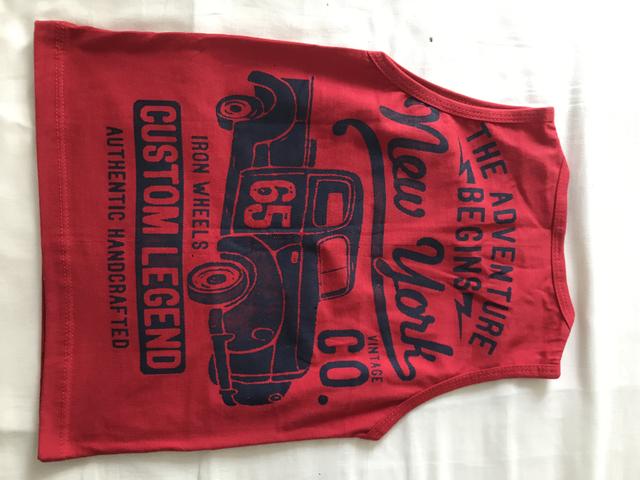 THE ADVENTURE
BEGINS
New York
VINTAGE
CO.
65
IRON WHEELS
CUSTOM LEGEND
AUTHENTIC HANDCRAFTED